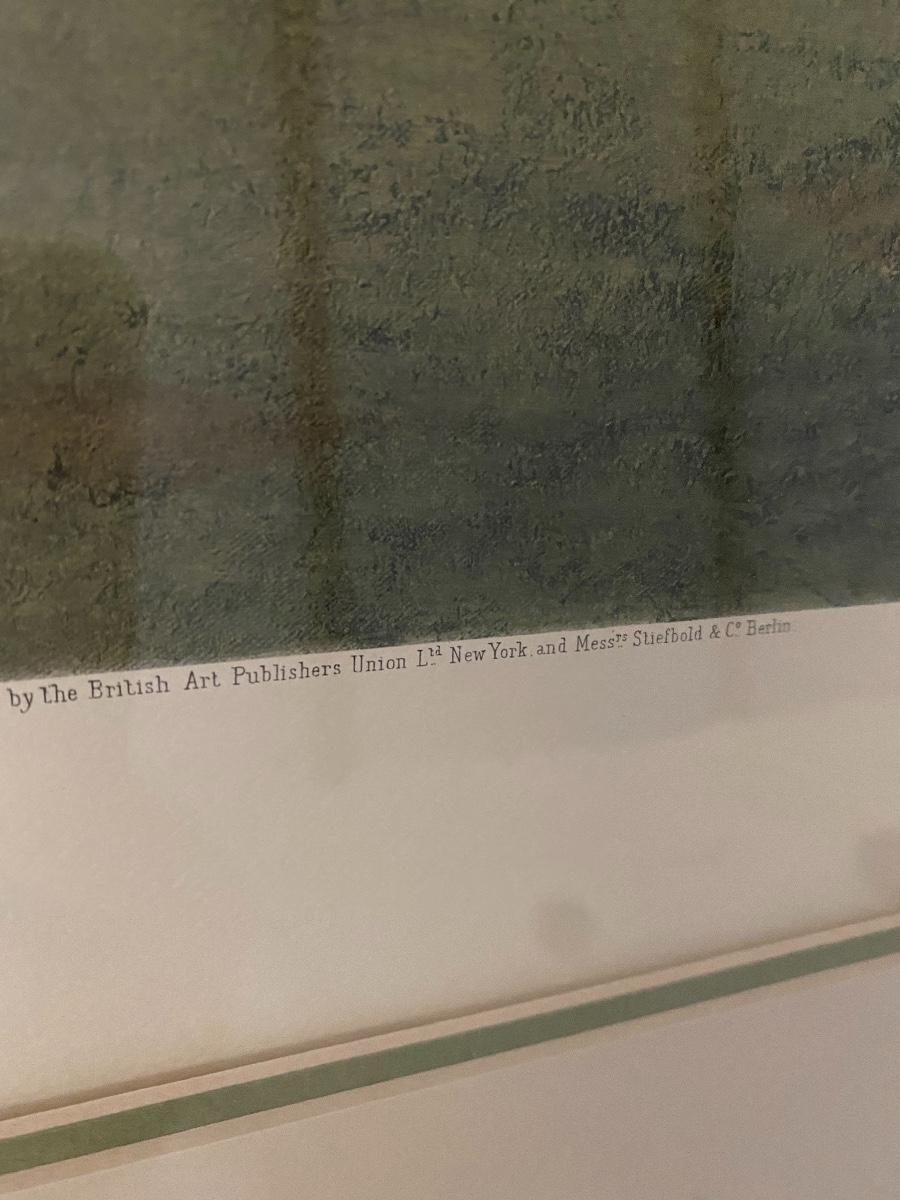 by the British Art Publishers Union Ltd New York. and Messrs Stiefbold & Co Berlin.